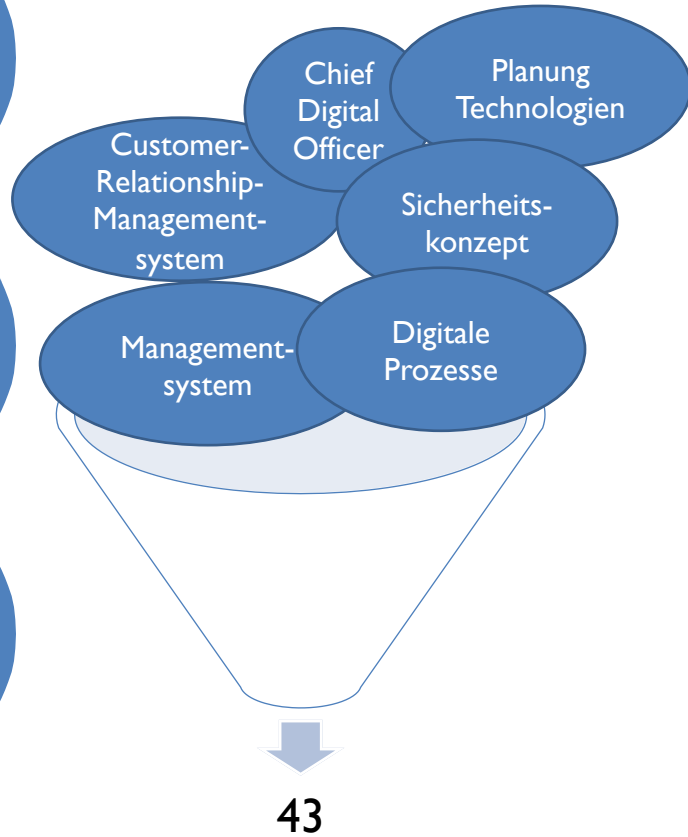 Chief
Digital
Officer
Planung
Technologien
Customer-
Relationship-
Management-
system
Sicherheits-
konzept
Management-
system
Digitale
Prozesse
43